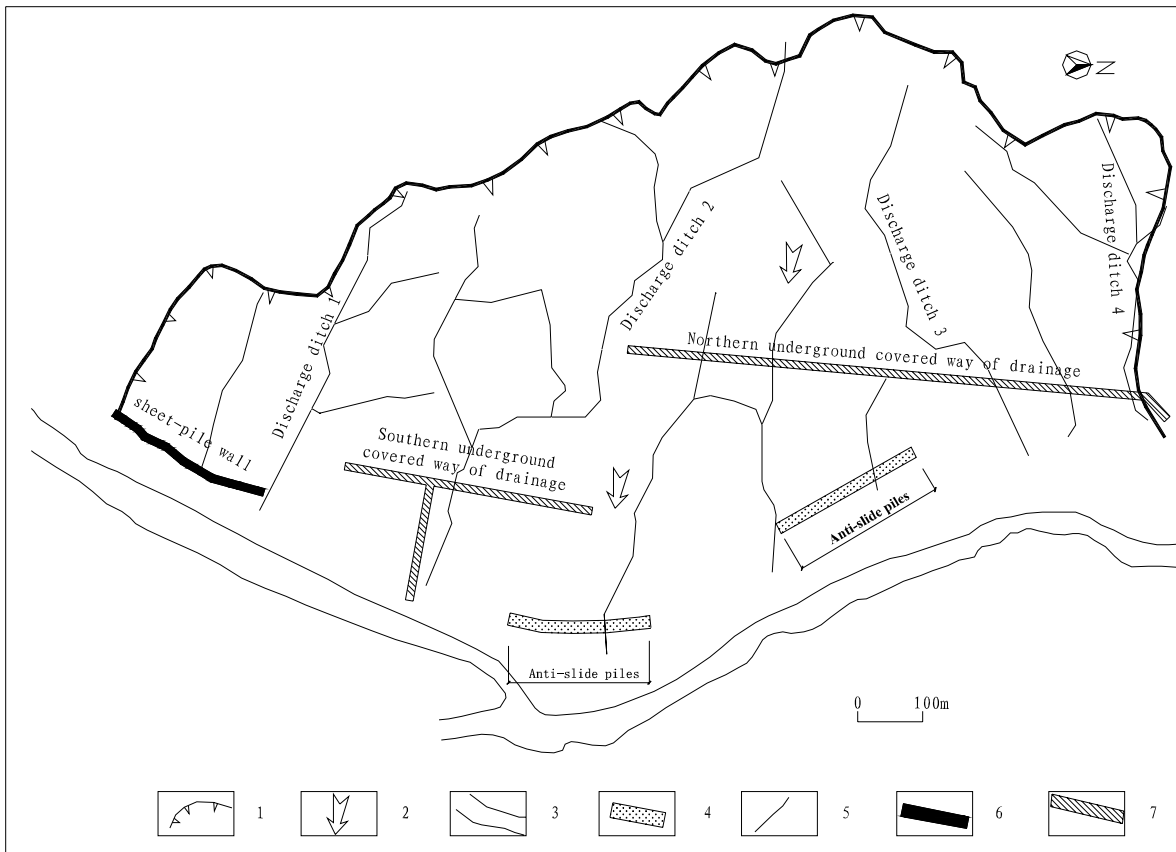 N
Discharge ditch 1
Discharge ditch 2
Discharge ditch 3
Discharge ditch 4
Northern underground covered way of drainage
sheet-pile wall
Southern underground
covered way of drainage
Anti-slide piles
Anti-slide piles
0 100m
1 2 3 4 5 6 7